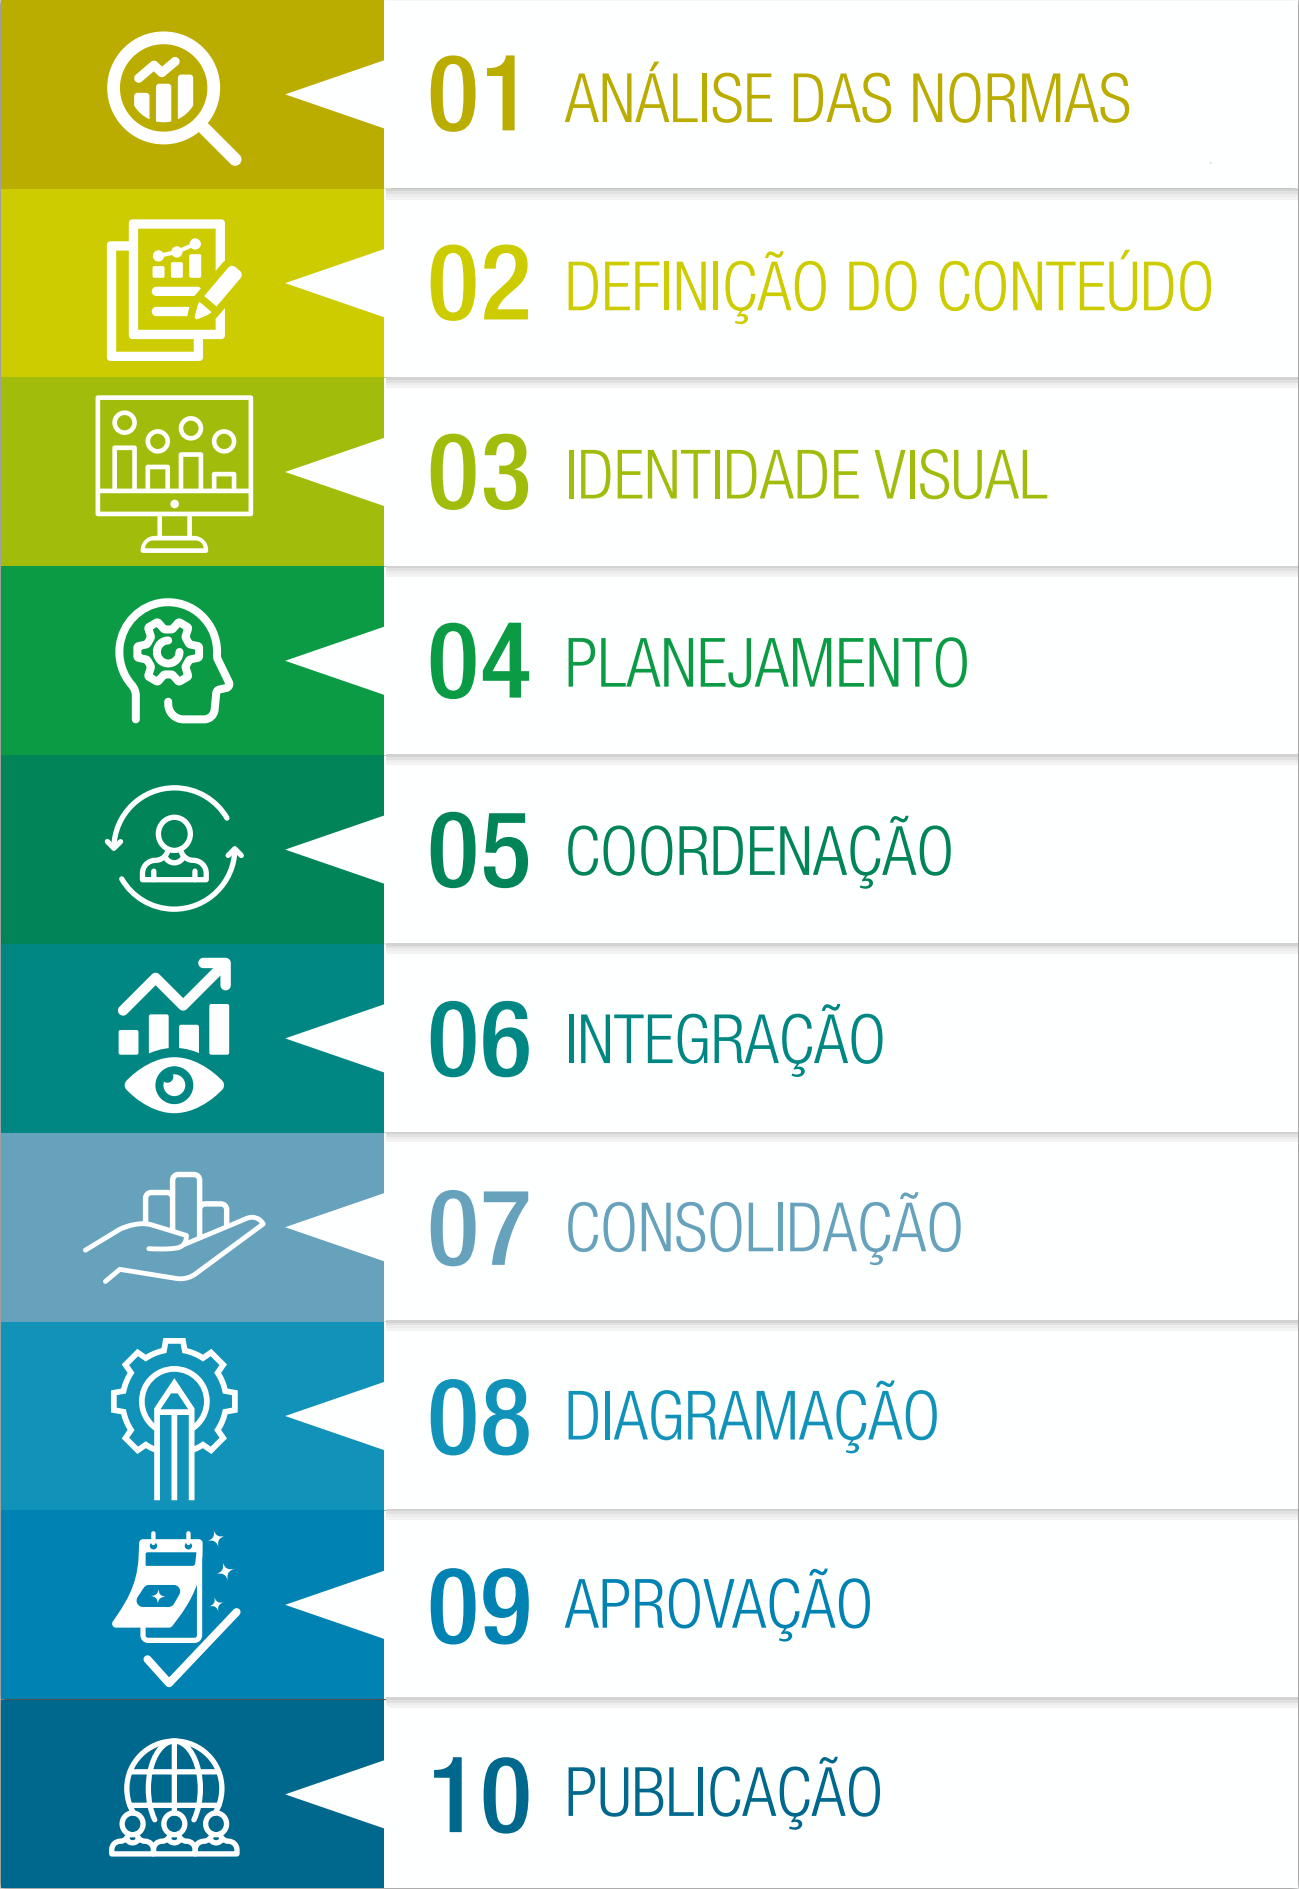 01 ANÁLISE DAS NORMAS
02 DEFINIÇÃO DO CONTEÚDO
03 IDENTIDADE VISUAL
04 PLANEJAMENTO
05 COORDENAÇÃO
06 INTEGRAÇÃO
07 CONSOLIDAÇÃO
08 DIAGRAMAÇÃO
09 APROVAÇÃO
10 PUBLICAÇÃO